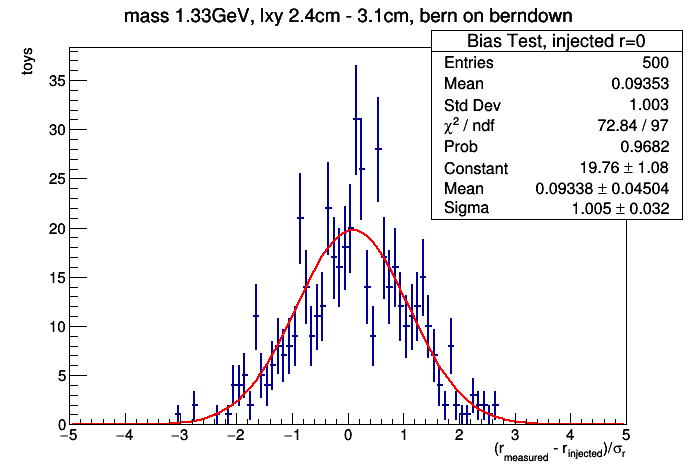 mass 1.33GeV, lxy 2.4cm - 3.1cm, bern on berndown
toys
Bias Test, injected r=0
Entries 500
Mean 0.09353
Std Dev 1.003
χ² / ndf 72.84 / 97
Prob 0.9682
Constant 19.76 ± 1.08
Mean 0.09338 ± 0.04504
Sigma 1.005 ± 0.032
35
30
25
20
15
10
5
0
−5 −4 −3 −2 −1 0 1 2 3 4 5
(r_measured - r_injected)/σ_r